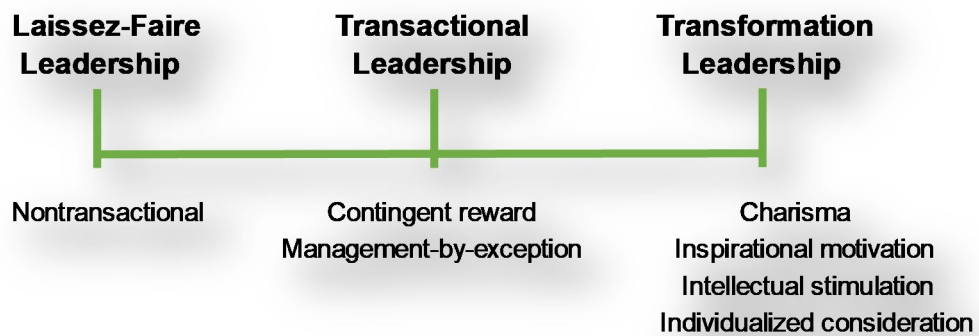 Laissez-Faire
Leadership
Transactional
Leadership
Transformation
Leadership
Nontransactional
Contingent reward
Management-by-exception
Charisma
Inspirational motivation
Intellectual stimulation
Individualized consideration